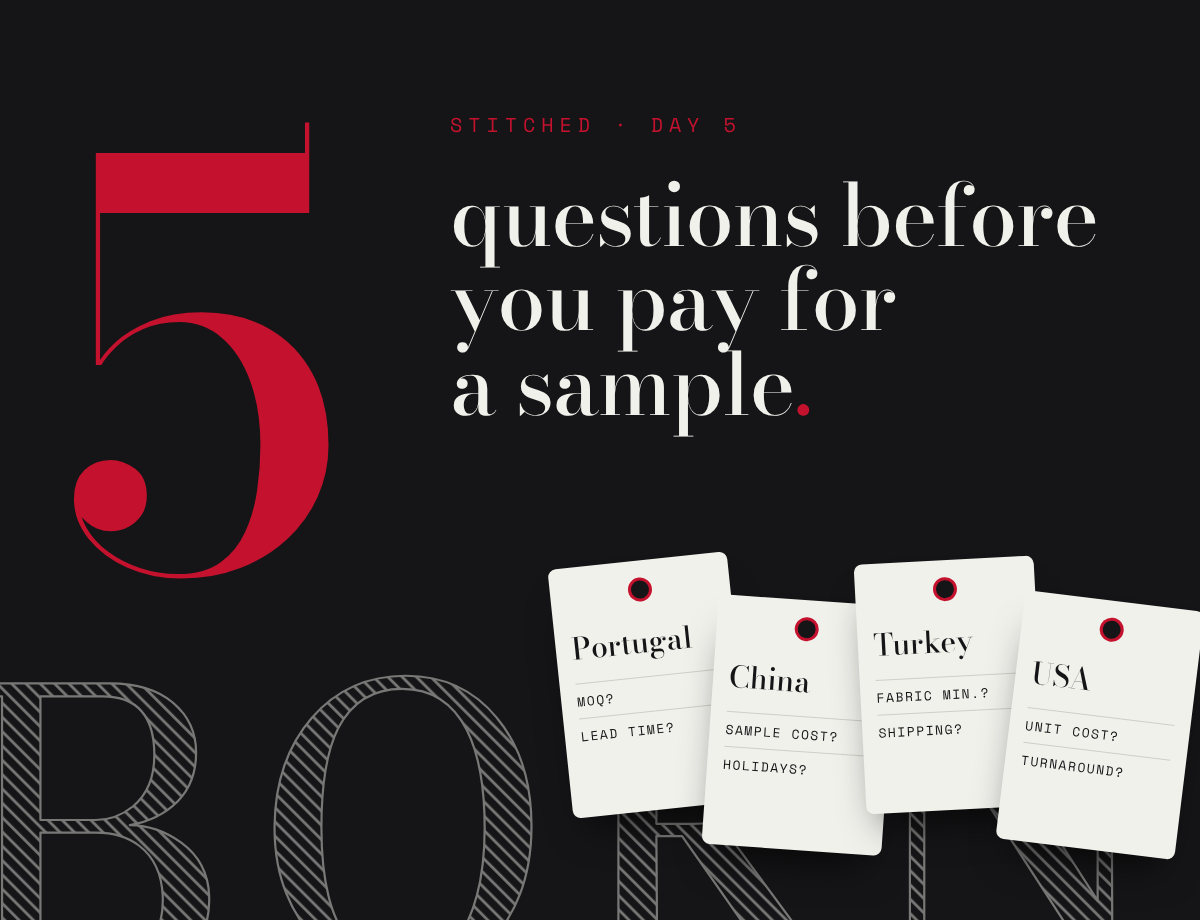 5
STITCHED · DAY 5
questions before
you pay for
a sample.
Portugal
MOQ?
LEAD TIME?
China
SAMPLE COST?
HOLIDAYS?
Turkey
FABRIC MIN.?
SHIPPING?
USA
UNIT COST?
TURNAROUND?
BORN